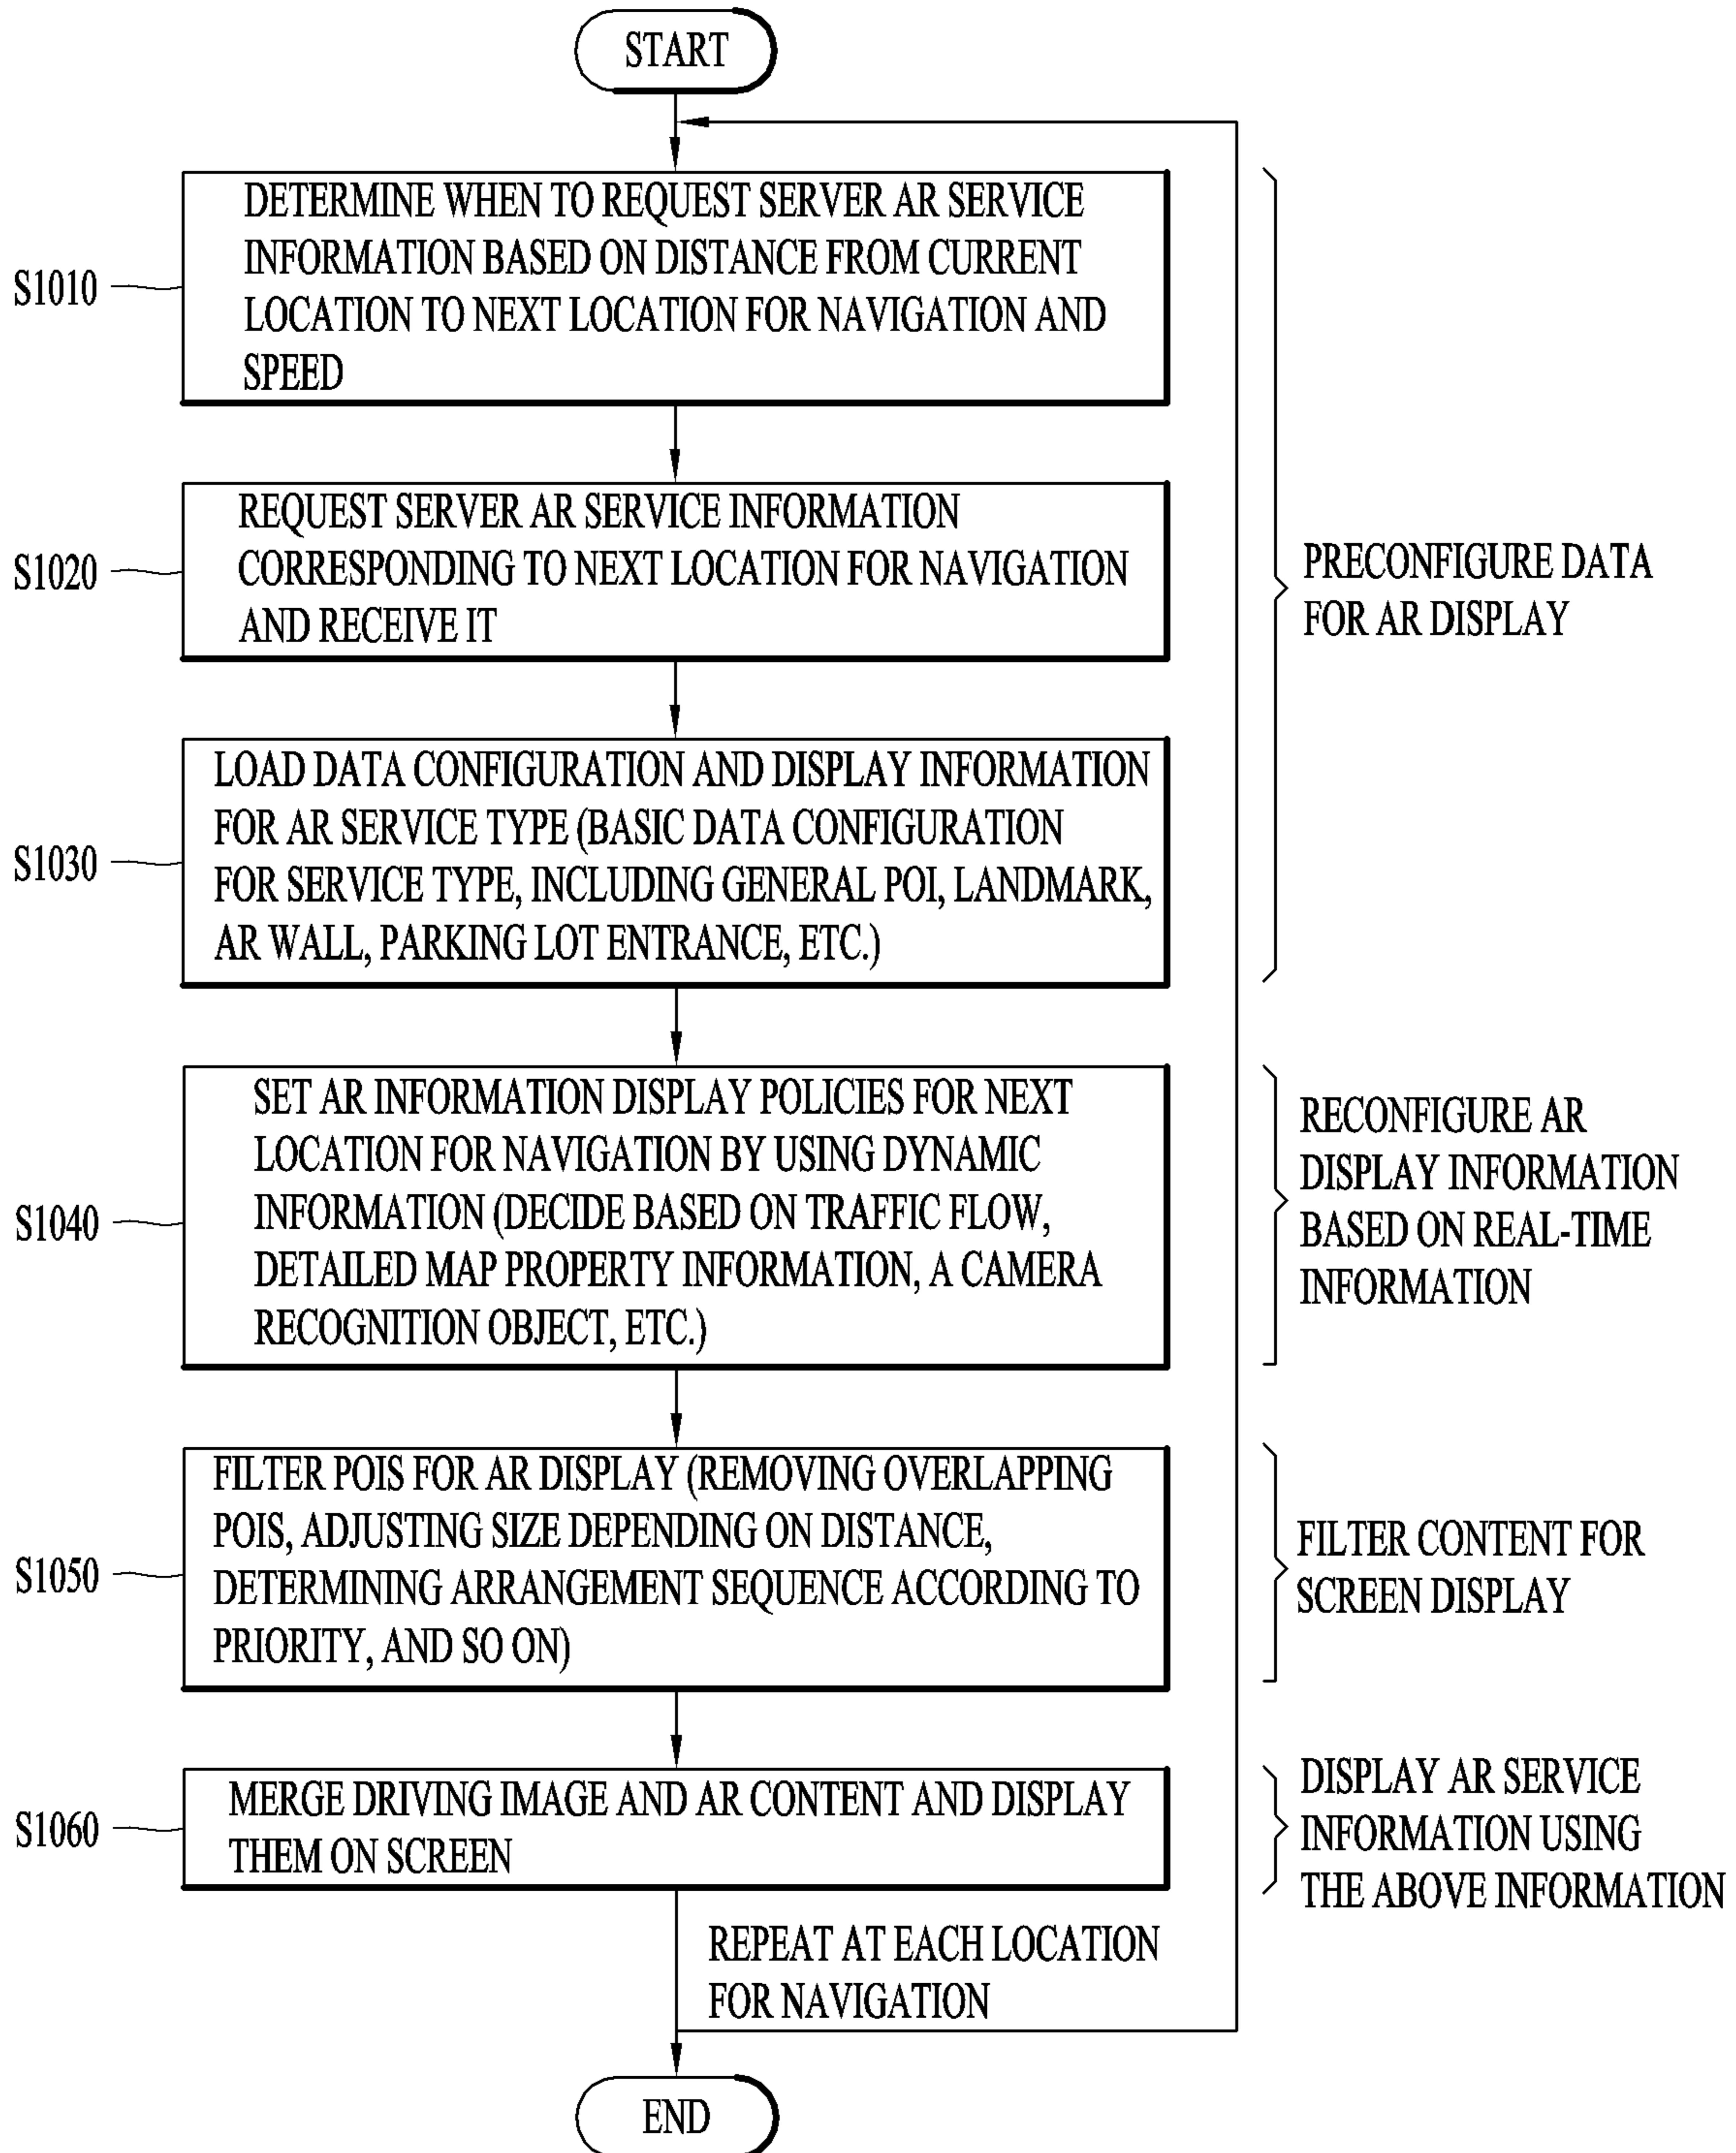 START
DETERMINE WHEN TO REQUEST SERVER AR SERVICE
INFORMATION BASED ON DISTANCE FROM CURRENT
LOCATION TO NEXT LOCATION FOR NAVIGATION AND
SPEED
S1010
REQUEST SERVER AR SERVICE INFORMATION
CORRESPONDING TO NEXT LOCATION FOR NAVIGATION
AND RECEIVE IT
S1020
PRECONFIGURE DATA
FOR AR DISPLAY
LOAD DATA CONFIGURATION AND DISPLAY INFORMATION
FOR AR SERVICE TYPE (BASIC DATA CONFIGURATION
FOR SERVICE TYPE, INCLUDING GENERAL POI, LANDMARK,
AR WALL, PARKING LOT ENTRANCE, ETC.)
S1030
SET AR INFORMATION DISPLAY POLICIES FOR NEXT
LOCATION FOR NAVIGATION BY USING DYNAMIC
INFORMATION (DECIDE BASED ON TRAFFIC FLOW,
DETAILED MAP PROPERTY INFORMATION, A CAMERA
RECOGNITION OBJECT, ETC.)
S1040
RECONFIGURE AR
DISPLAY INFORMATION
BASED ON REAL-TIME
INFORMATION
FILTER POIS FOR AR DISPLAY (REMOVING OVERLAPPING
POIS, ADJUSTING SIZE DEPENDING ON DISTANCE,
DETERMINING ARRANGEMENT SEQUENCE ACCORDING TO
PRIORITY, AND SO ON)
S1050
FILTER CONTENT FOR
SCREEN DISPLAY
MERGE DRIVING IMAGE AND AR CONTENT AND DISPLAY
THEM ON SCREEN
S1060
DISPLAY AR SERVICE
INFORMATION USING
THE ABOVE INFORMATION
REPEAT AT EACH LOCATION
FOR NAVIGATION
END